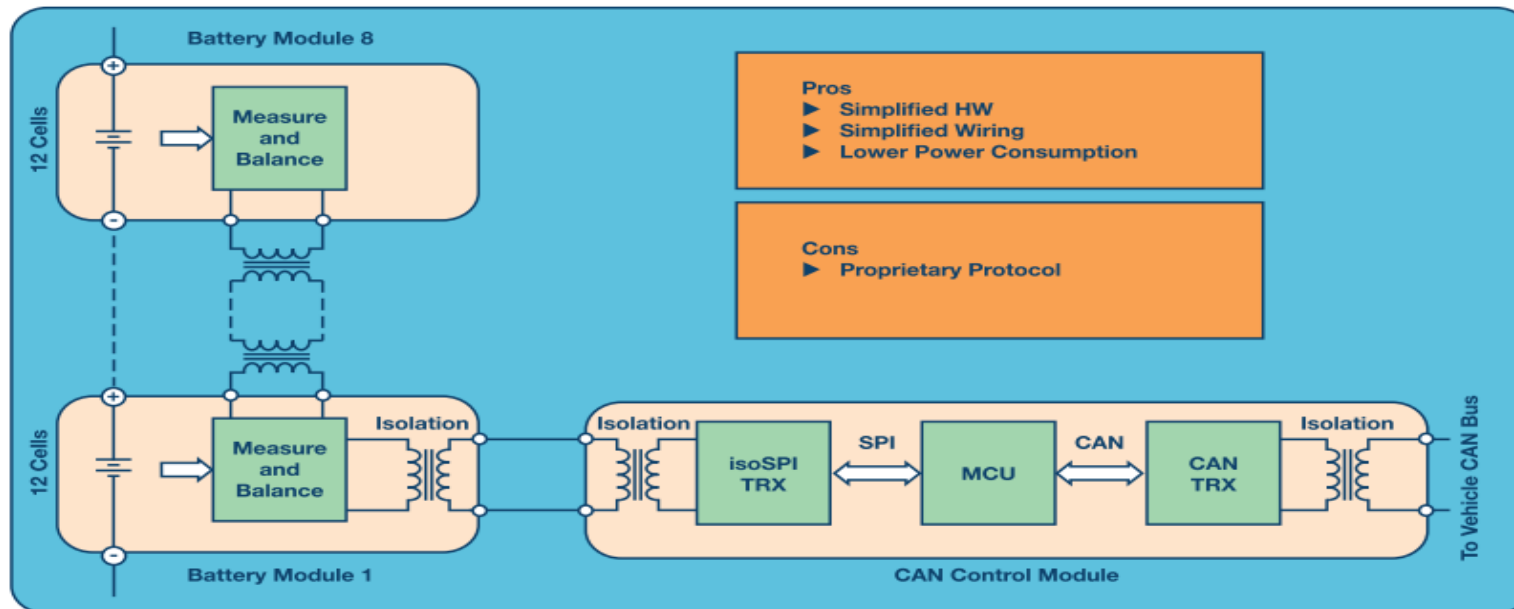 Battery Module 8
12 Cells
+
Measure
and
Balance
-
Pros
► Simplified HW
► Simplified Wiring
► Lower Power Consumption
Cons
► Proprietary Protocol
12 Cells
+
Measure
and
Balance
Isolation
-
Battery Module 1
Isolation
isoSPI
TRX
SPI
MCU
CAN
CAN
TRX
Isolation
CAN Control Module
To Vehicle CAN Bus